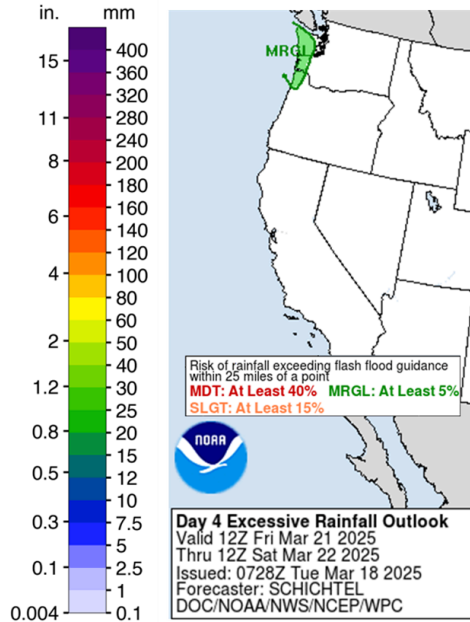 in. mm
400
15
360
320
11
280
240
8
200
180
6
160
140
120
4
100
80
60
2
50
40
1.2
30
25
0.8
20
15
0.5
12
10
0.3
7.5
5
0.1
2.5
1
0.004
0.1
MRGL
Risk of rainfall exceeding flash flood guidance
within 25 miles of a point
MDT: At Least 40% MRGL: At Least 5%
SLGT: At Least 15%
NOAA
Day 4 Excessive Rainfall Outlook
Valid 12Z Fri Mar 21 2025
Thru 12Z Sat Mar 22 2025
Issued: 0728Z Tue Mar 18 2025
Forecaster: SCHICHTEL
DOC/NOAA/NWS/NCEP/WPC